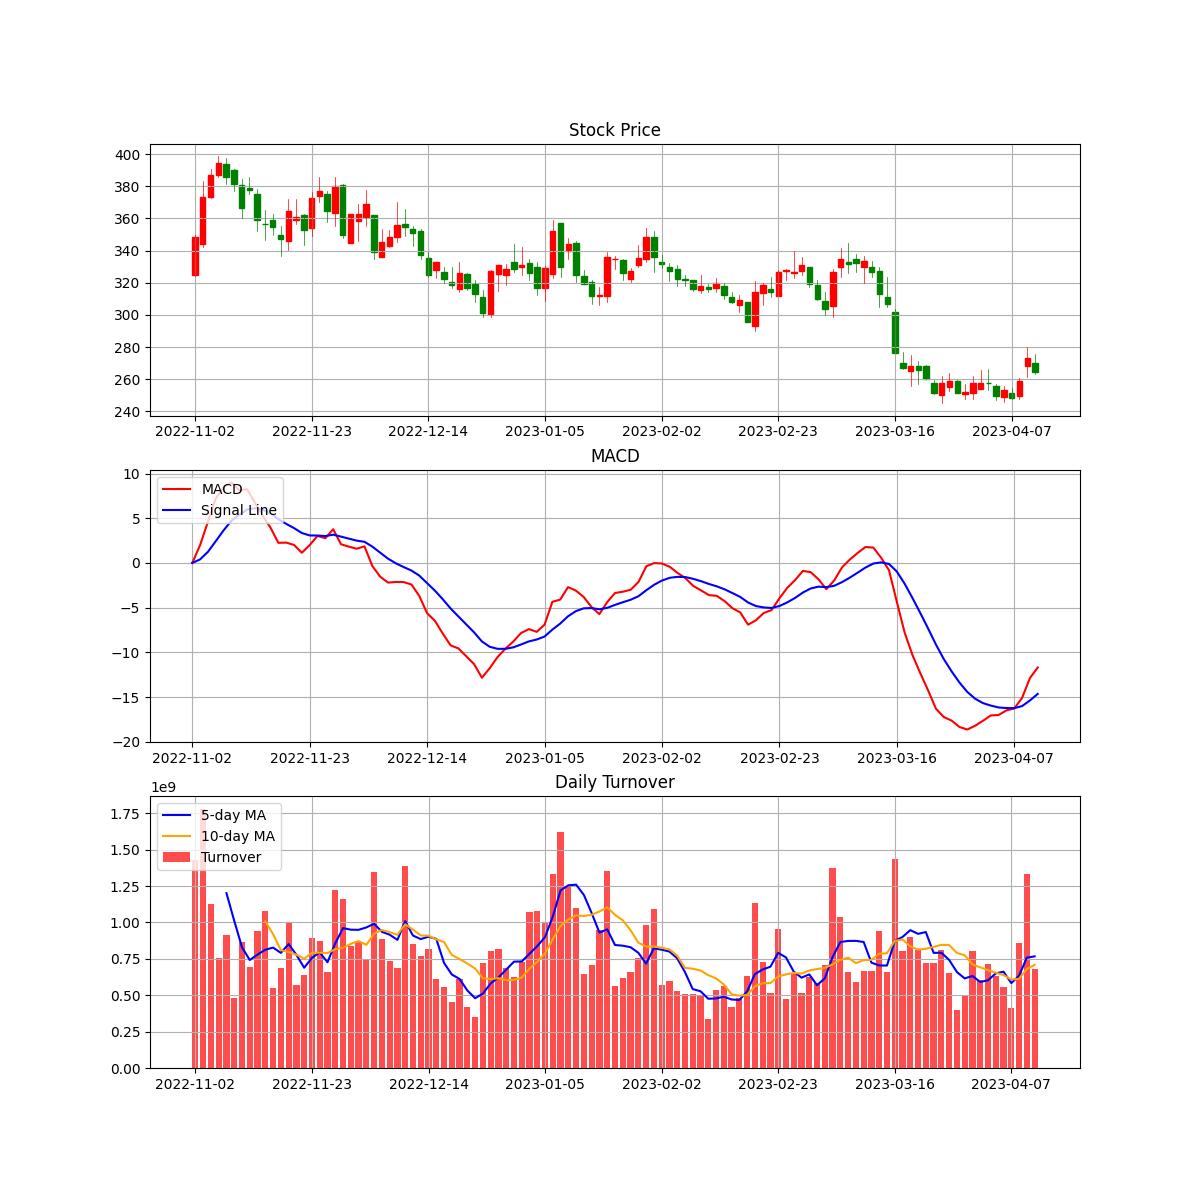 Stock Price
400
380
360
340
320
300
280
260
240
2022-11-02 2022-11-23 2022-12-14 2023-01-05 2023-02-02 2023-02-23 2023-03-16 2023-04-07
MACD
10
5
0
−5
−10
−15
−20
MACD
Signal Line
2022-11-02 2022-11-23 2022-12-14 2023-01-05 2023-02-02 2023-02-23 2023-03-16 2023-04-07
Daily Turnover
1e9
1.75
1.50
1.25
1.00
0.75
0.50
0.25
0.00
5-day MA
10-day MA
Turnover
2022-11-02 2022-11-23 2022-12-14 2023-01-05 2023-02-02 2023-02-23 2023-03-16 2023-04-07